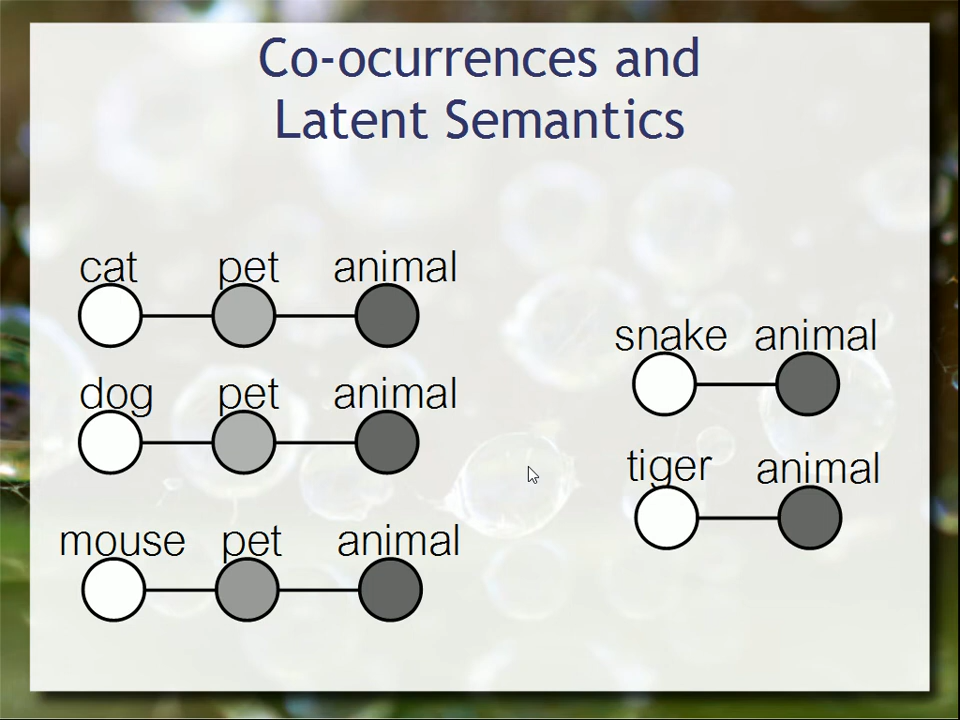 Co-ocurrences and
Latent Semantics
cat pet animal
dog pet animal
mouse pet animal
snake animal
tiger animal